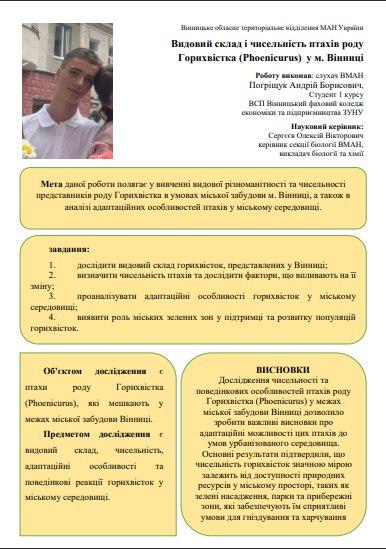 Вінницьке обласне територіальне відділення МАН України
Видовий склад і чисельність птахів роду
Горихвістка (Phoenicurus) у м. Вінниці
Роботу виконав: слухач ВМАН
Погріщук Андрій Борисович,
Студент 1 курсу
ВСП Вінницький фаховий коледж
економіки та підприємництва ЗУНУ
Науковий керівник:
Сергєєв Олексій Вікторович
керівник секції біології ВМАН,
викладач біології та хімії
Мета даної роботи полягає у вивченні видової різноманітності та чисельності
представників роду Горихвістка в умовах міської забудови м. Вінниці, а також в
аналізі адаптаційних особливостей птахів у міському середовищі.
завдання:
1. дослідити видовий склад горихвісток, представлених у Вінниці;
2. визначити чисельність птахів та дослідити фактори, що впливають на її
зміну;
3. проаналізувати адаптаційні особливості горихвісток у міському
середовищі;
4. виявити роль міських зелених зон у підтримці та розвитку популяцій
горихвісток.
Об'єктом дослідження є
птахи роду Горихвістка
(Phoenicurus), які мешкають у
межах міської забудови Вінниці.
Предметом дослідження є
видовий склад, чисельність,
адаптаційні особливості та
поведінкові реакції горихвісток у
міському середовищі.
ВИСНОВКИ
Дослідження чисельності та
поведінкових особливостей птахів роду
Горихвістка (Phoenicurus) у межах
міської забудови Вінниці дозволило
зробити важливі висновки про
адаптаційні можливості цих птахів до
умов урбанізованого середовища.
Основні результати підтвердили, що
чисельність горихвісток значною мірою
залежить від доступності природних
ресурсів у міському просторі, таких як
зелені насадження, парки та прибережні
зони, які забезпечують їм сприятливі
умови для гніздування та харчування